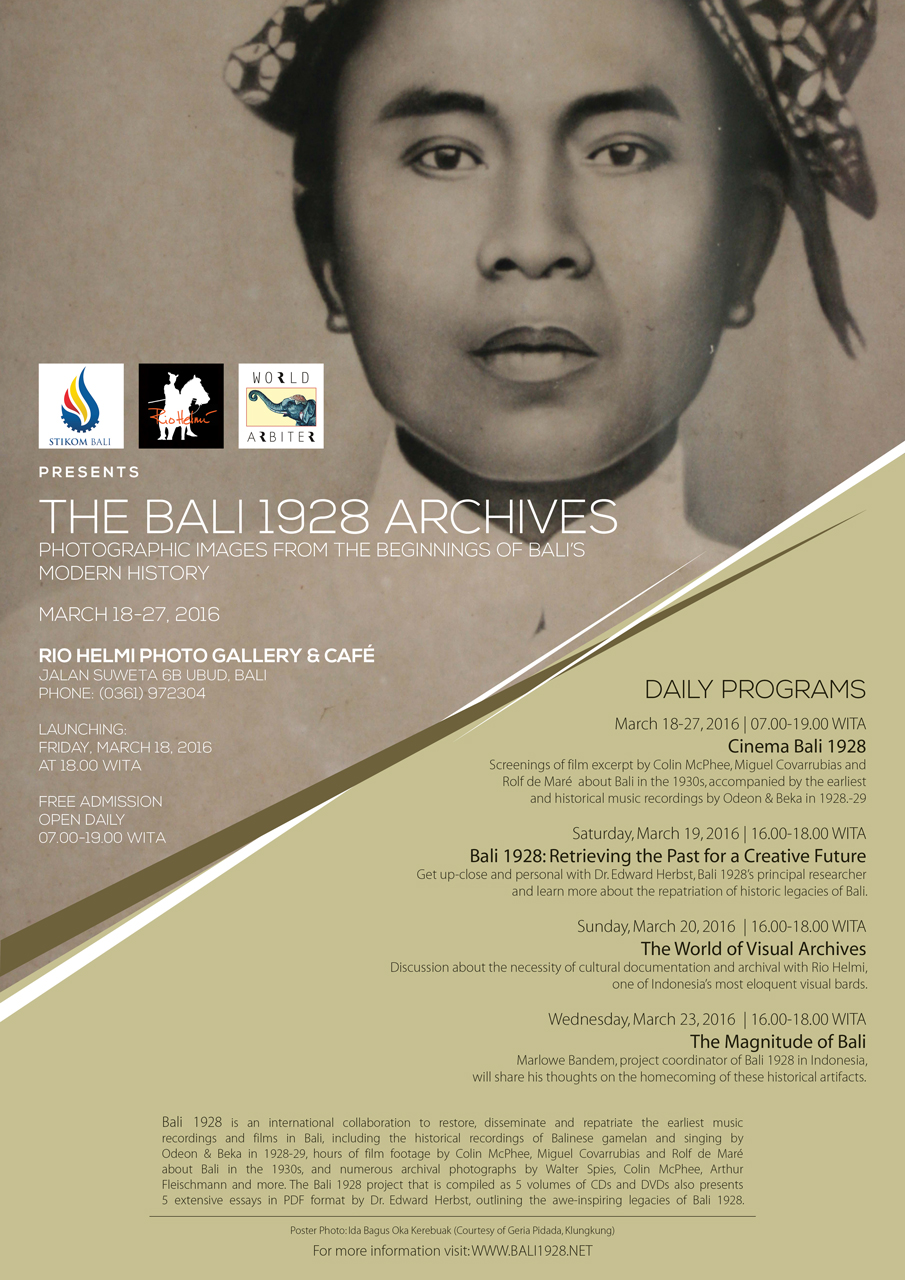 STIKOM BALI
Rio Helmi
WORLD
ARBITER
PRESENTS
THE BALI 1928 ARCHIVES
PHOTOGRAPHIC IMAGES FROM THE BEGINNINGS OF BALI'S
MODERN HISTORY
MARCH 18-27, 2016
RIO HELMI PHOTO GALLERY & CAFÉ
JALAN SUWETA 6B UBUD, BALI
PHONE: (0361) 972304
LAUNCHING:
FRIDAY, MARCH 18, 2016
AT 18.00 WITA
FREE ADMISSION
OPEN DAILY
07.00-19.00 WITA
DAILY PROGRAMS
March 18-27, 2016 | 07.00-19.00 WITA
Cinema Bali 1928
Screenings of film excerpt by Colin McPhee, Miguel Covarrubias and
Rolf de Maré about Bali in the 1930s, accompanied by the earliest
and historical music recordings by Odeon & Beka in 1928.-29
Saturday, March 19, 2016 | 16.00-18.00 WITA
Bali 1928: Retrieving the Past for a Creative Future
Get up-close and personal with Dr. Edward Herbst, Bali 1928's principal researcher
and learn more about the repatriation of historic legacies of Bali.
Sunday, March 20, 2016 | 16.00-18.00 WITA
The World of Visual Archives
Discussion about the necessity of cultural documentation and archival with Rio Helmi,
one of Indonesia's most eloquent visual bards.
Wednesday, March 23, 2016 | 16.00-18.00 WITA
The Magnitude of Bali
Marlowe Bandem, project coordinator of Bali 1928 in Indonesia,
will share his thoughts on the homecoming of these historical artifacts.
Bali 1928 is an international collaboration to restore, disseminate and repatriate the earliest music
recordings and films in Bali, including the historical recordings of Balinese gamelan and singing by
Odeon & Beka in 1928-29, hours of film footage by Colin McPhee, Miguel Covarrubias and Rolf de Maré
about Bali in the 1930s, and numerous archival photographs by Walter Spies, Colin McPhee, Arthur
Fleischmann and more. The Bali 1928 project that is compiled as 5 volumes of CDs and DVDs also presents
5 extensive essays in PDF format by Dr. Edward Herbst, outlining the awe-inspiring legacies of Bali 1928.
Poster Photo: Ida Bagus Oka Kerebuak (Courtesy of Geria Pidada, Klungkung)
For more information visit: WWW.BALI1928.NET